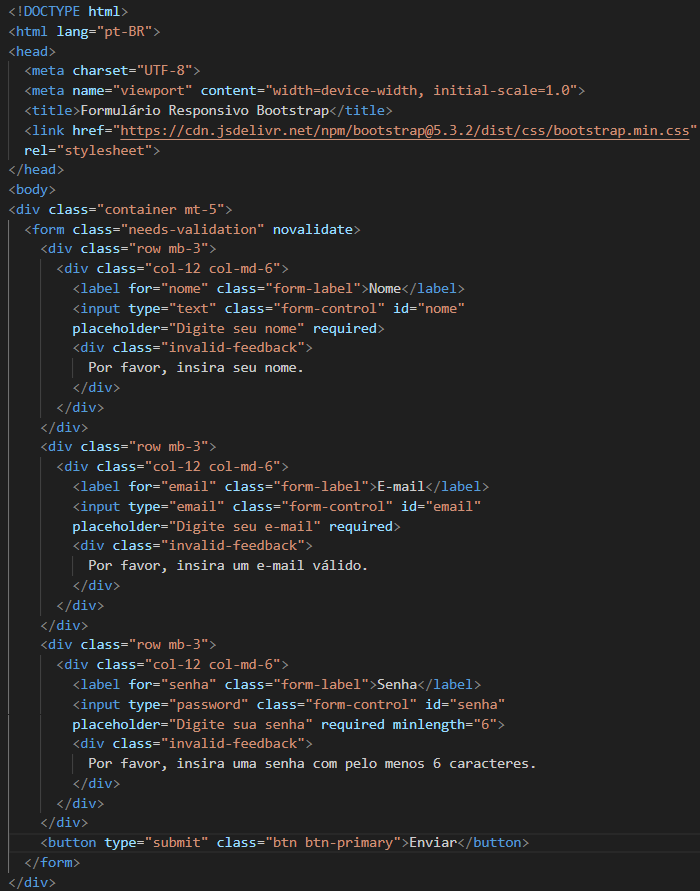 <!DOCTYPE html>
<html lang="pt-BR">
<head>
<meta charset="UTF-8">
<meta name="viewport" content="width=device-width, initial-scale=1.0">
<title>Formulário Responsivo Bootstrap</title>
<link href="https://cdn.jsdelivr.net/npm/bootstrap@5.3.2/dist/css/bootstrap.min.css"
rel="stylesheet">
</head>
<body>
<div class="container mt-5">
<form class="needs-validation" novalidate>
<div class="row mb-3">
<div class="col-12 col-md-6">
<label for="nome" class="form-label">Nome</label>
<input type="text" class="form-control" id="nome"
placeholder="Digite seu nome" required>
<div class="invalid-feedback">
Por favor, insira seu nome.
</div>
</div>
</div>
<div class="row mb-3">
<div class="col-12 col-md-6">
<label for="email" class="form-label">E-mail</label>
<input type="email" class="form-control" id="email"
placeholder="Digite seu e-mail" required>
<div class="invalid-feedback">
Por favor, insira um e-mail válido.
</div>
</div>
</div>
<div class="row mb-3">
<div class="col-12 col-md-6">
<label for="senha" class="form-label">Senha</label>
<input type="password" class="form-control" id="senha"
placeholder="Digite sua senha" required minlength="6">
<div class="invalid-feedback">
Por favor, insira uma senha com pelo menos 6 caracteres.
</div>
</div>
</div>
<button type="submit" class="btn btn-primary">Enviar</button>
</form>
</div>